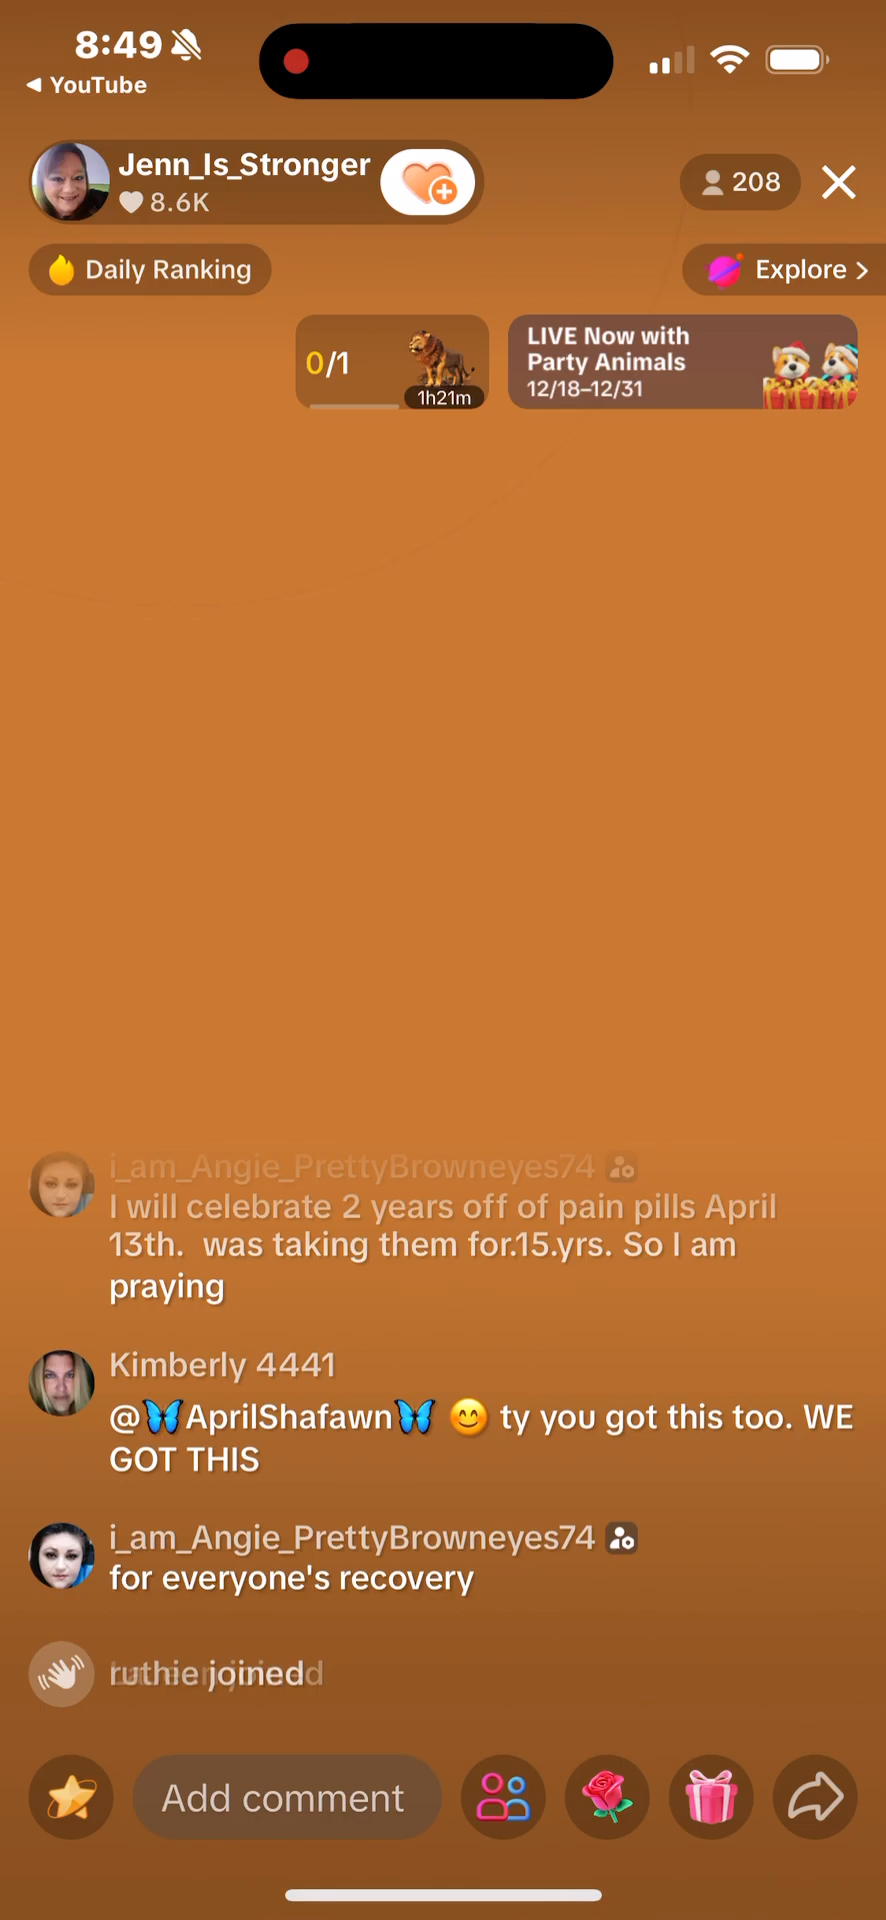 8:49
◀ YouTube
Jenn_Is_Stronger
8.6K
208
Daily Ranking
Explore >
0/1
1h21m
LIVE Now with
Party Animals
12/18–12/31
i_am_Angie_PrettyBrowneyes74
I will celebrate 2 years off of pain pills April
13th.  was taking them for.15.yrs. So I am
praying
Kimberly 4441
@🦋AprilShafawn🦋 😊 ty you got this too. WE
GOT THIS
i_am_Angie_PrettyBrowneyes74
for everyone's recovery
ruthie joined
Add comment